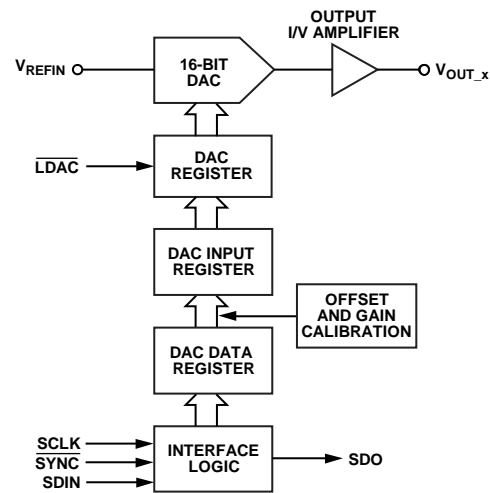 OUTPUT
I/V AMPLIFIER
VREFIN
16-BIT
DAC
VOUT_x
LDAC
DAC
REGISTER
DAC INPUT
REGISTER
OFFSET
AND GAIN
CALIBRATION
DAC DATA
REGISTER
SCLK
SYNC
SDIN
INTERFACE
LOGIC
SDO